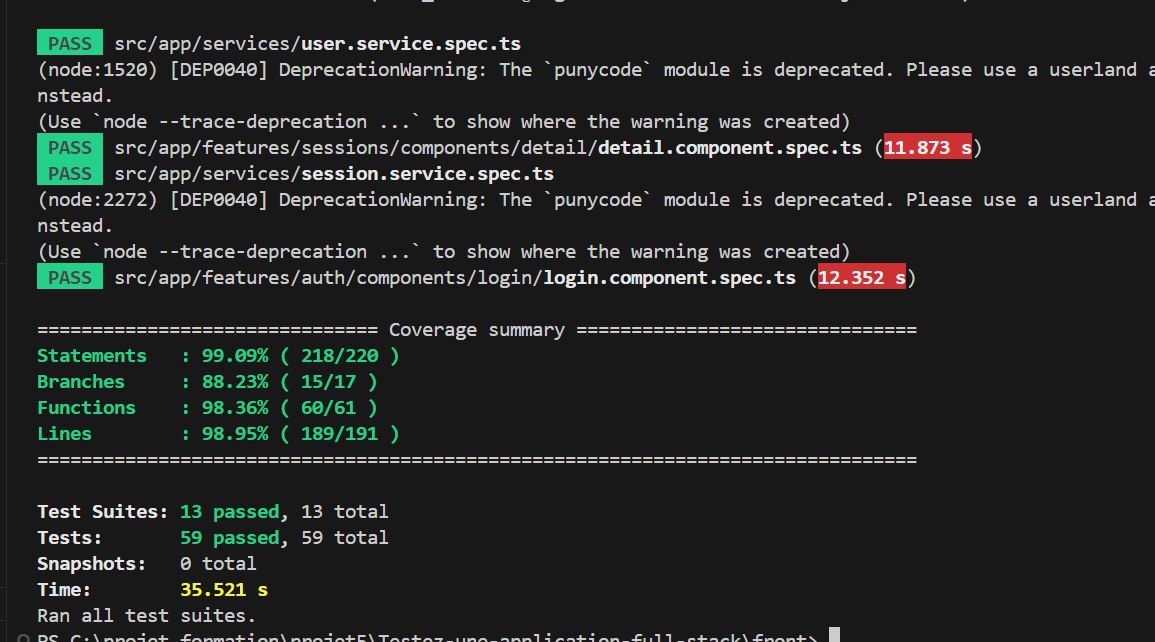 PASS src/app/services/user.service.spec.ts
(node:1520) [DEP0040] DeprecationWarning: The `punycode` module is deprecated. Please use a userland a
nstead.
(Use `node --trace-deprecation ...` to show where the warning was created)
PASS src/app/features/sessions/components/detail/detail.component.spec.ts (11.873 s)
PASS src/app/services/session.service.spec.ts
(node:2272) [DEP0040] DeprecationWarning: The `punycode` module is deprecated. Please use a userland a
nstead.
(Use `node --trace-deprecation ...` to show where the warning was created)
PASS src/app/features/auth/components/login/login.component.spec.ts (12.352 s)
=============================== Coverage summary ===============================
Statements : 99.09% ( 218/220 )
Branches : 88.23% ( 15/17 )
Functions : 98.36% ( 60/61 )
Lines : 98.95% ( 189/191 )
================================================================================
Test Suites: 13 passed, 13 total
Tests: 59 passed, 59 total
Snapshots: 0 total
Time: 35.521 s
Ran all test suites.
PS C:\projet formation\projet5\Testez-une-application-full-stack\front>